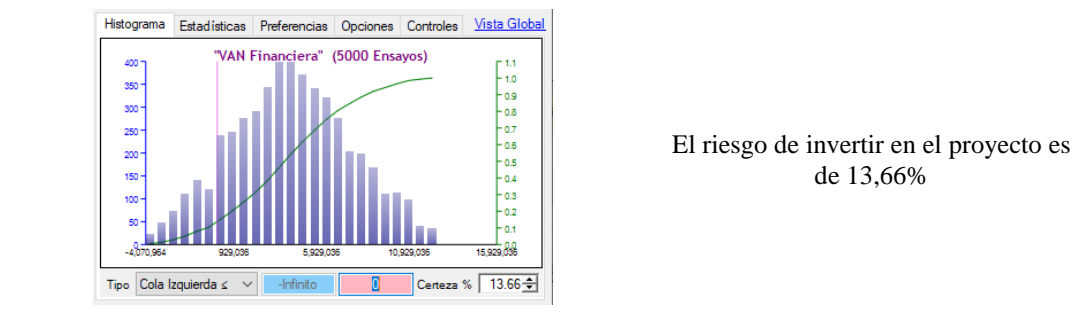 Histograma Estadísticas Preferencias Opciones Controles Vista Global
"VAN Financiera" (5000 Ensayos)
400 1.1
350 1.0
300 0.9
250 0.8
200 0.7
150 0.6
100 0.5
50 0.4
0.3
0.2
0.1
0.0
-4,070,964 929,036 5,929,036 10,929,036 15,929,036
Tipo Cola Izquierda ≤ -Infinito 0 Certeza % 13.66
El riesgo de invertir en el proyecto es
de 13,66%